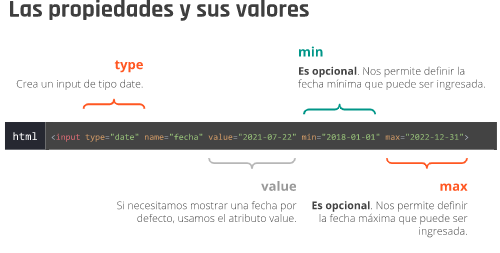 Las propiedades y sus valores
type
Crea un input de tipo date.
min
Es opcional. Nos permite definir la
fecha mínima que puede ser ingresada.
html
<input type="date" name="fecha" value="2021-07-22" min="2018-01-01" max="2022-12-31">
value
Si necesitamos mostrar una fecha por
defecto, usamos el atributo value.
max
Es opcional. Nos permite definir
la fecha máxima que puede ser
ingresada.